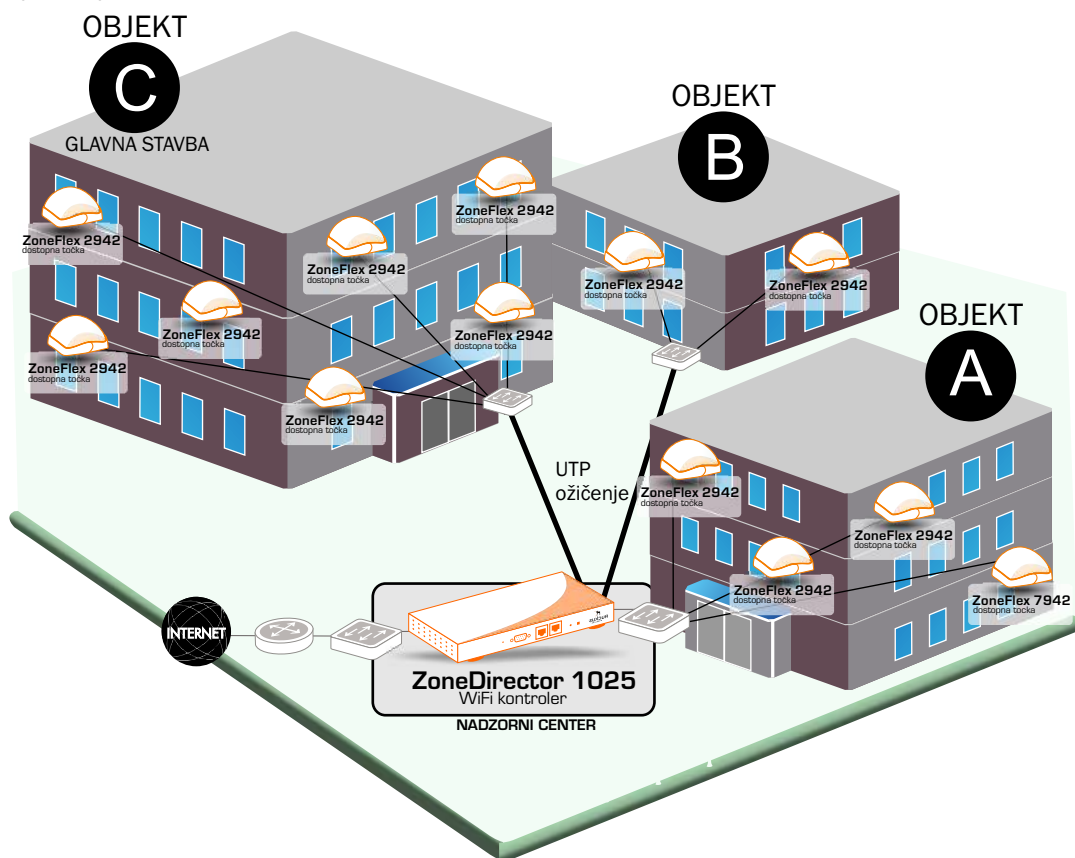 OBJEKT
C
GLAVNA STAVBA
OBJEKT
B
OBJEKT
A
ZoneFlex 2942
dostopna točka
ZoneFlex 2942
dostopna točka
ZoneFlex 2942
dostopna točka
ZoneFlex 2942
dostopna točka
ZoneFlex 2942
dostopna točka
ZoneFlex 2942
dostopna točka
ZoneFlex 2942
dostopna točka
ZoneFlex 2942
dostopna točka
ZoneFlex 2942
dostopna točka
UTP
ožičenje
ZoneFlex 2942
dostopna točka
ZoneFlex 2942
dostopna točka
ZoneFlex 2942
dostopna točka
ZoneFlex 7942
dostopna točka
INTERNET
ZoneDirector 1025
WiFi kontroler
NADZORNI CENTER